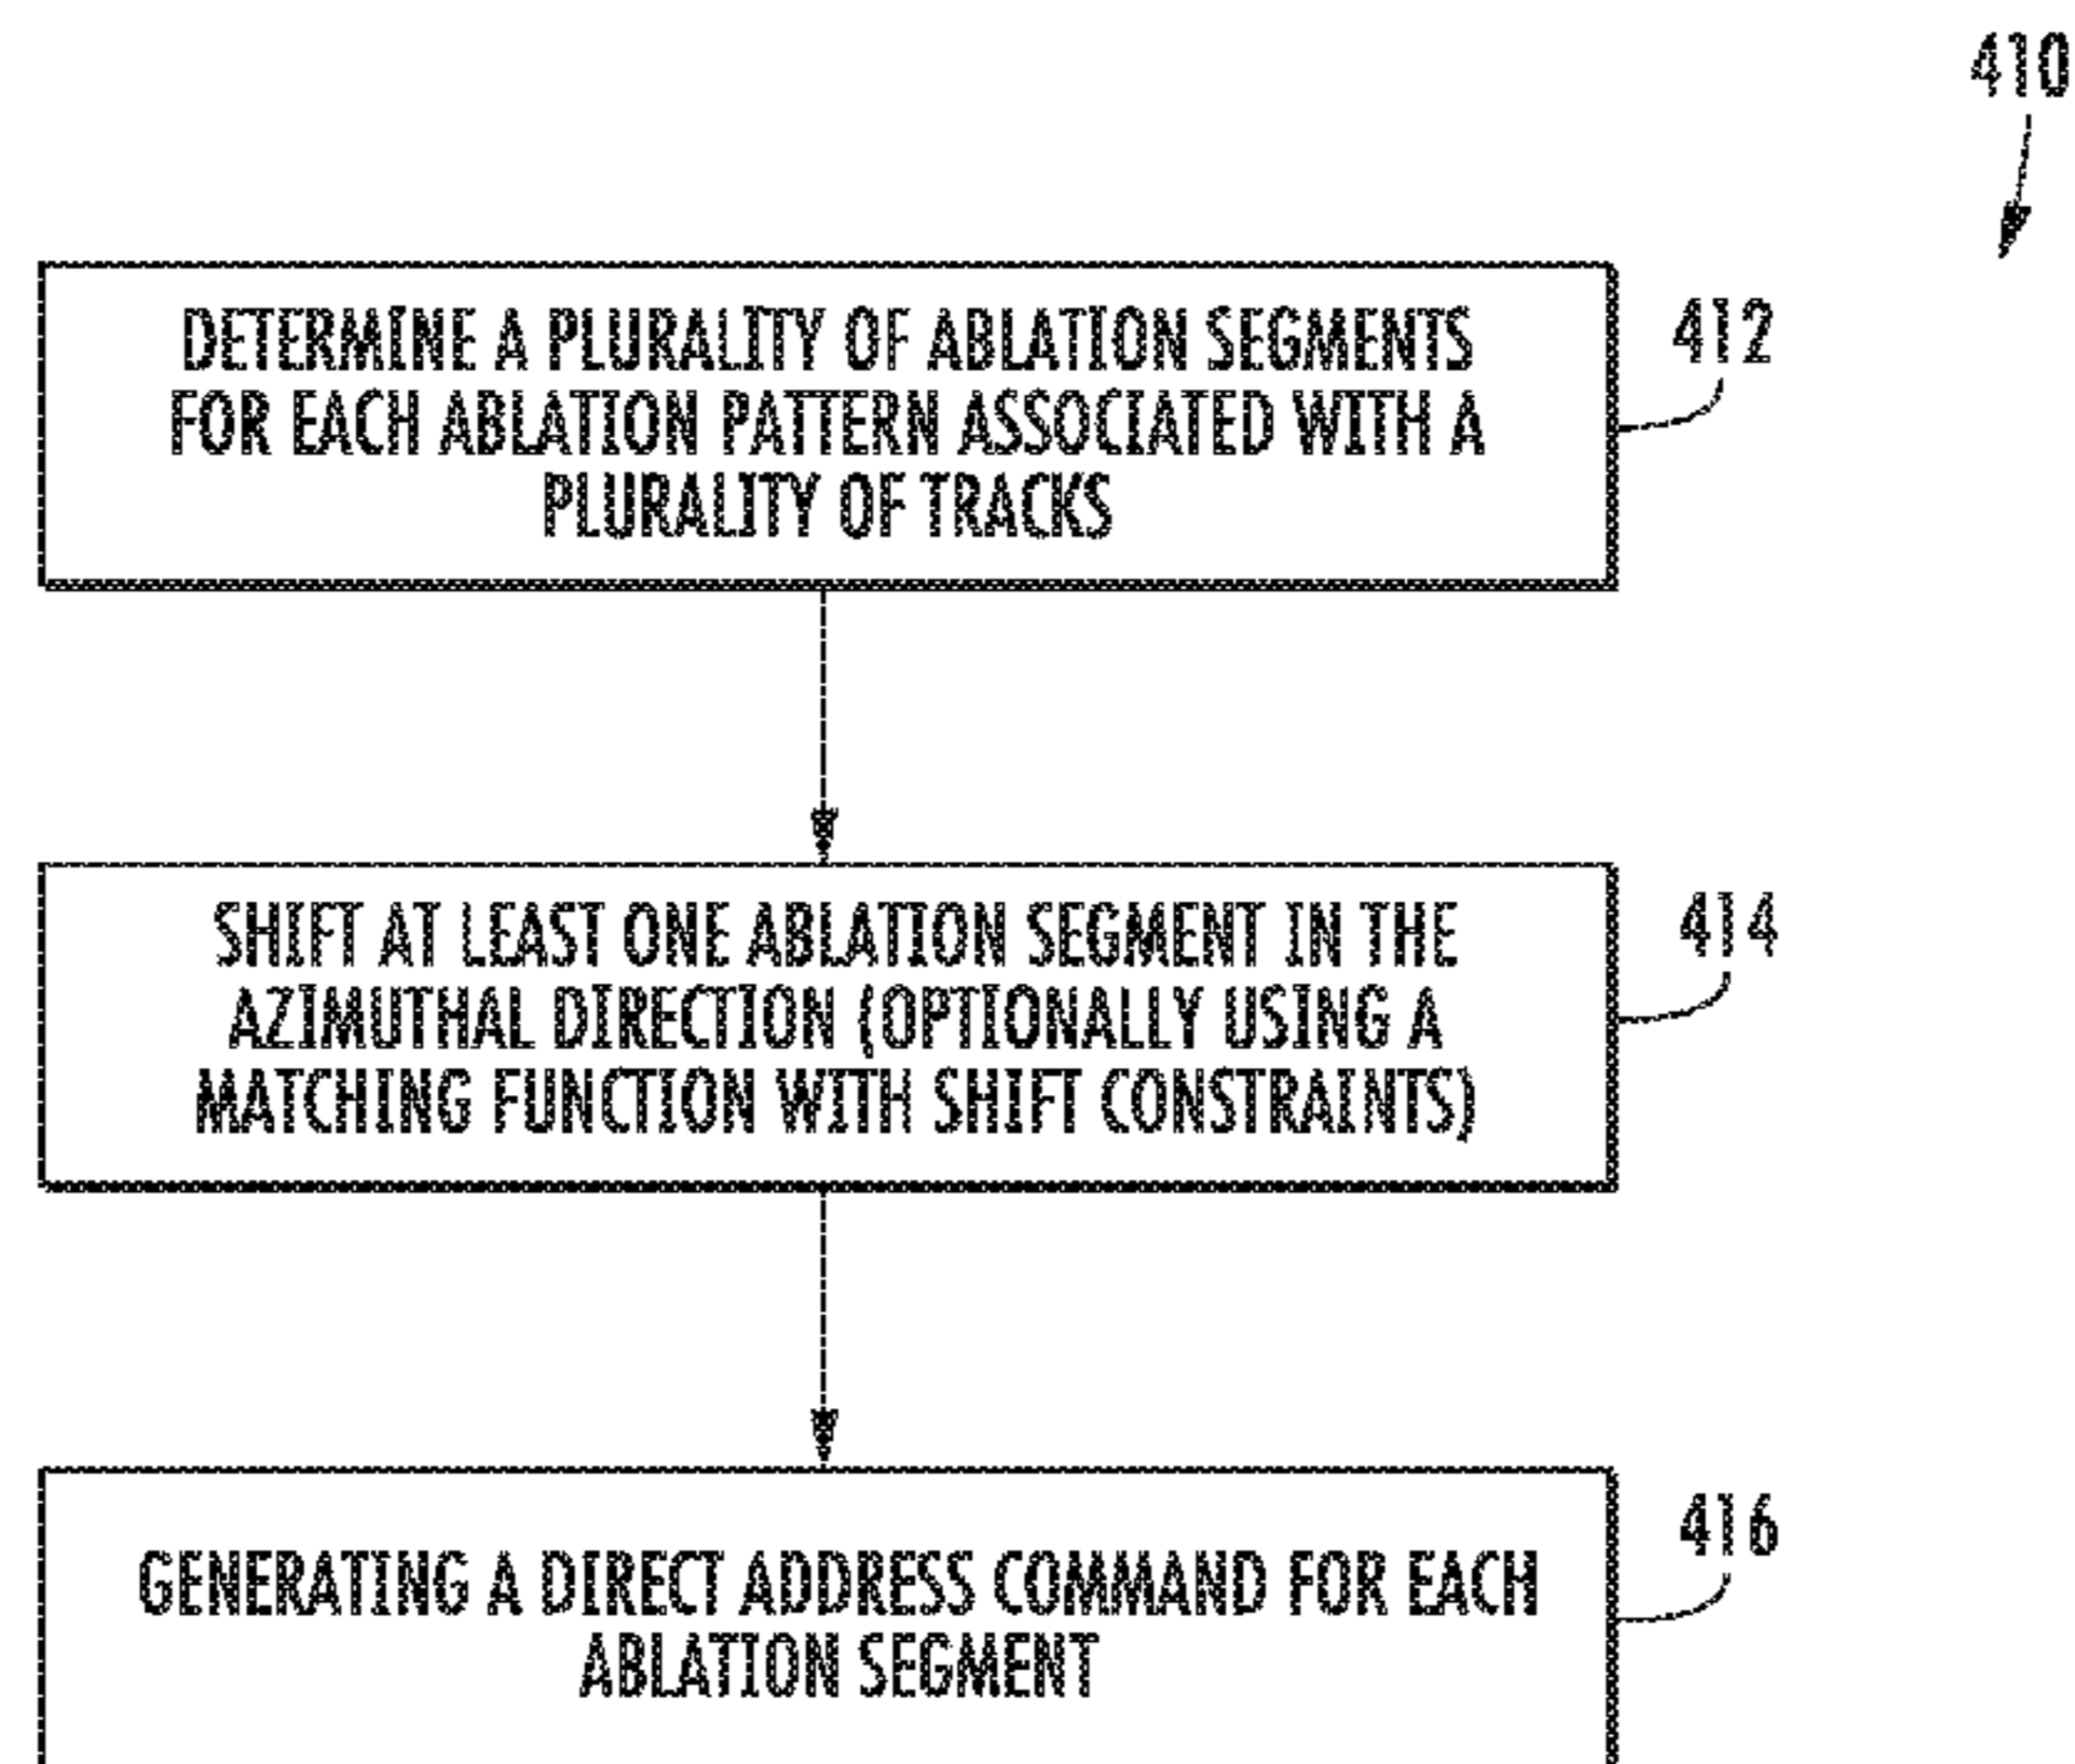 410
DETERMINE A PLURALITY OF ABLATION SEGMENTS
FOR EACH ABLATION PATTERN ASSOCIATED WITH A
PLURALITY OF TRACKS
412
SHIFT AT LEAST ONE ABLATION SEGMENT IN THE
AZIMUTHAL DIRECTION (OPTIONALLY USING A
MATCHING FUNCTION WITH SHIFT CONSTRAINTS)
414
GENERATING A DIRECT ADDRESS COMMAND FOR EACH
ABLATION SEGMENT
416